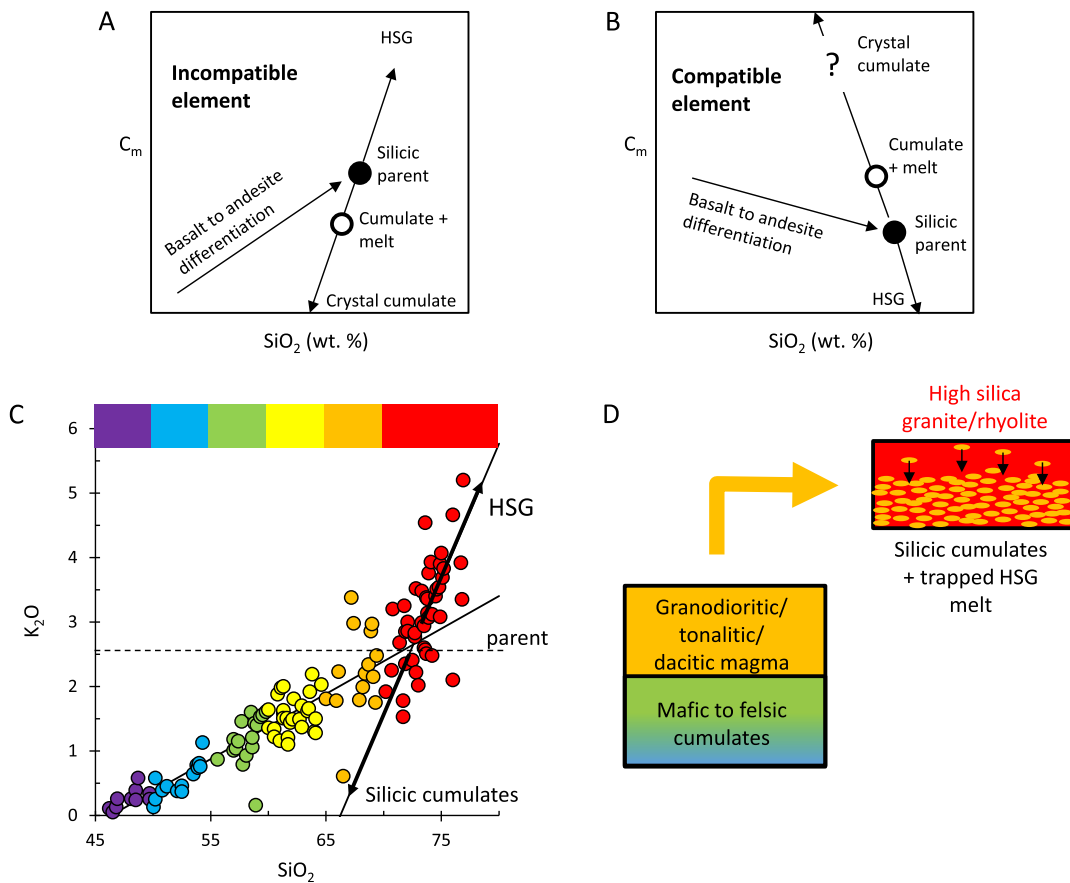 A
Incompatible
element
HSG
C_m
Silicic
parent
Basalt to andesite
differentiation
Cumulate +
melt
Crystal cumulate
SiO₂ (wt. %)
B
Compatible
element
Crystal
cumulate
?
C_m
Cumulate
+ melt
Basalt to andesite
differentiation
Silicic
parent
HSG
SiO₂ (wt. %)
C
6
5
4
3
2
1
0
K₂O
HSG
parent
Silicic cumulates
45
55
65
75
SiO₂
D
High silica
granite/rhyolite
Silicic cumulates
+ trapped HSG
melt
Granodioritic/
tonalitic/
dacitic magma
Mafic to felsic
cumulates